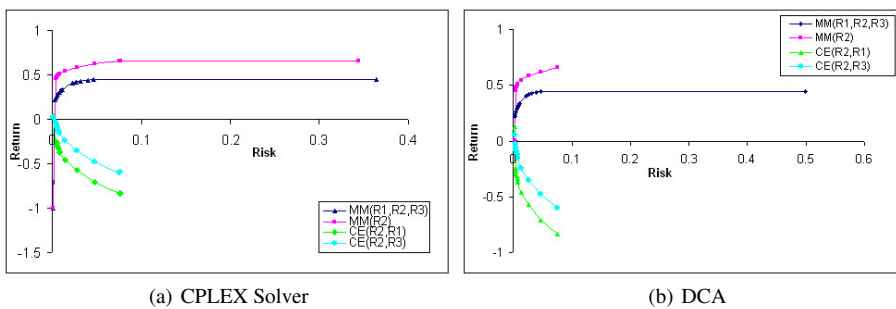 1
0.5
0
-0.5
-1
-1.5
Return
0
0.1
0.2
0.3
0.4
Risk
MM(R1,R2,R3)
MM(R2)
CE(R2,R1)
CE(R2,R3)
(a) CPLEX Solver
1
0.5
0
-0.5
-1
Return
0
0.1
0.2
0.3
0.4
0.5
0.6
Risk
MM(R1,R2,R3)
MM(R2)
CE(R2,R1)
CE(R2,R3)
(b) DCA